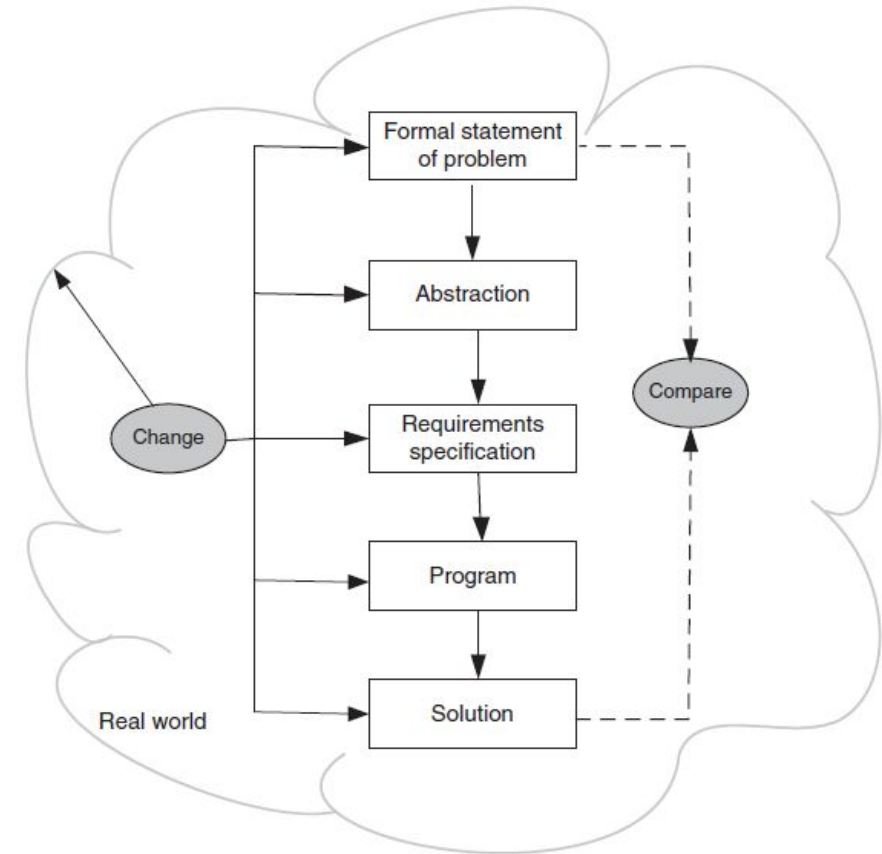 Formal statement
of problem
Abstraction
Compare
Change
Requirements
specification
Program
Solution
Real world